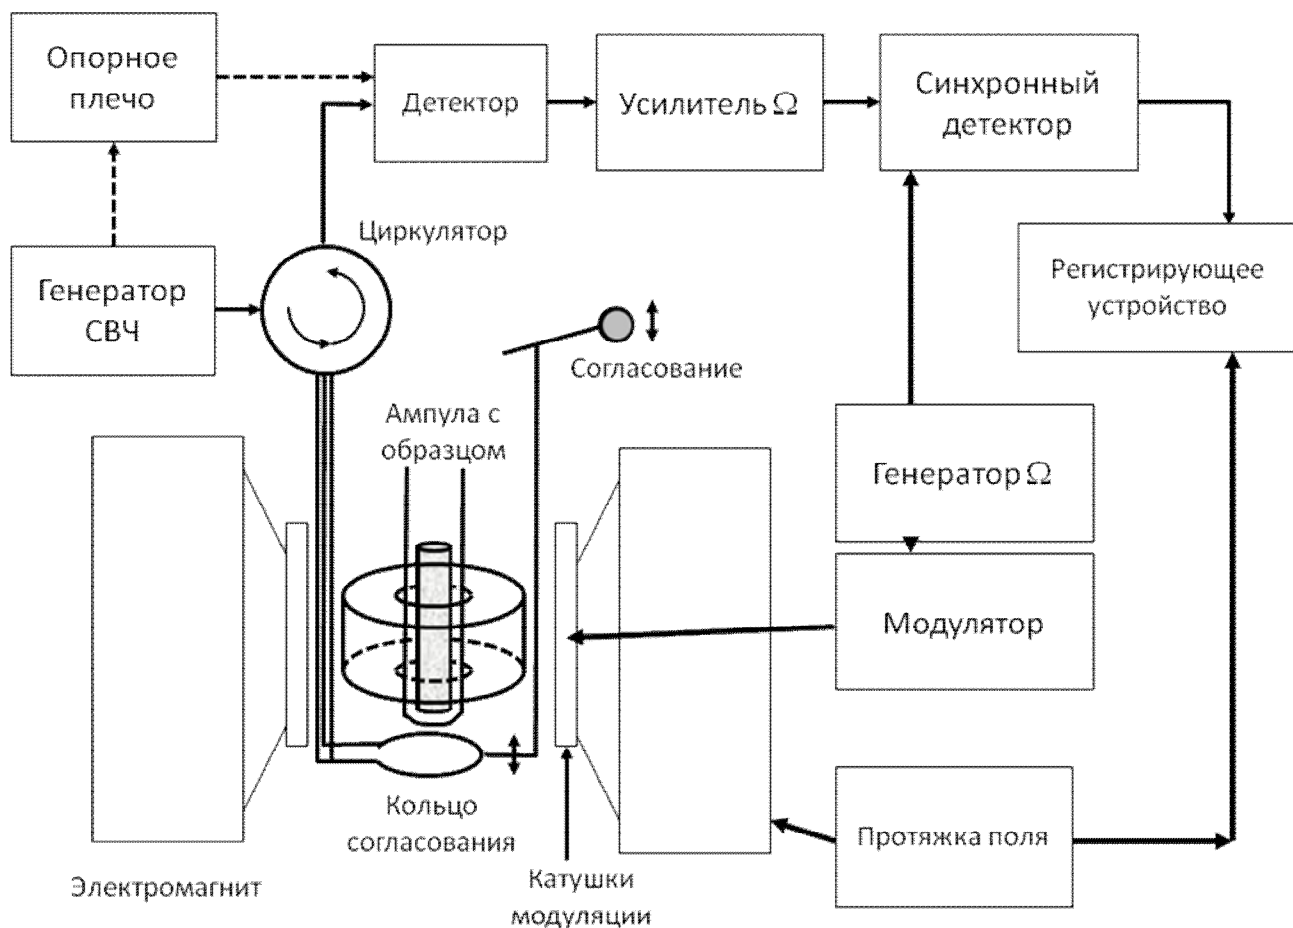 Опорное
плечо
Детектор
Усилитель Ω
Синхронный
детектор
Циркулятор
Генератор
СВЧ
Регистрирующее
устройство
Согласование
Ампула с
образцом
Генератор Ω
Модулятор
Кольцо
согласования
Протяжка поля
Электромагнит
Катушки
модуляции